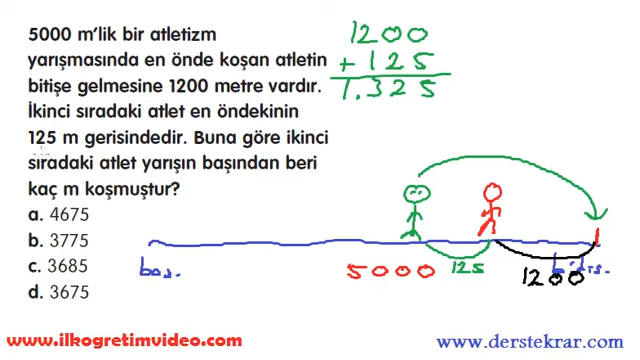 5000 m'lik bir atletizm
yarışmasında en önde koşan atletin
bitişe gelmesine 1200 metre vardır.
İkinci sıradaki atlet en öndekinin
125 m gerisindedir. Buna göre ikinci
sıradaki atlet yarışın başından beri
kaç m koşmuştur?
a. 4675
b. 3775
c. 3685
d. 3675
1200
+ 125
1.325
baş.
5000
125
1200
www.ilkogretimvideo.com
www.derstekrar.com